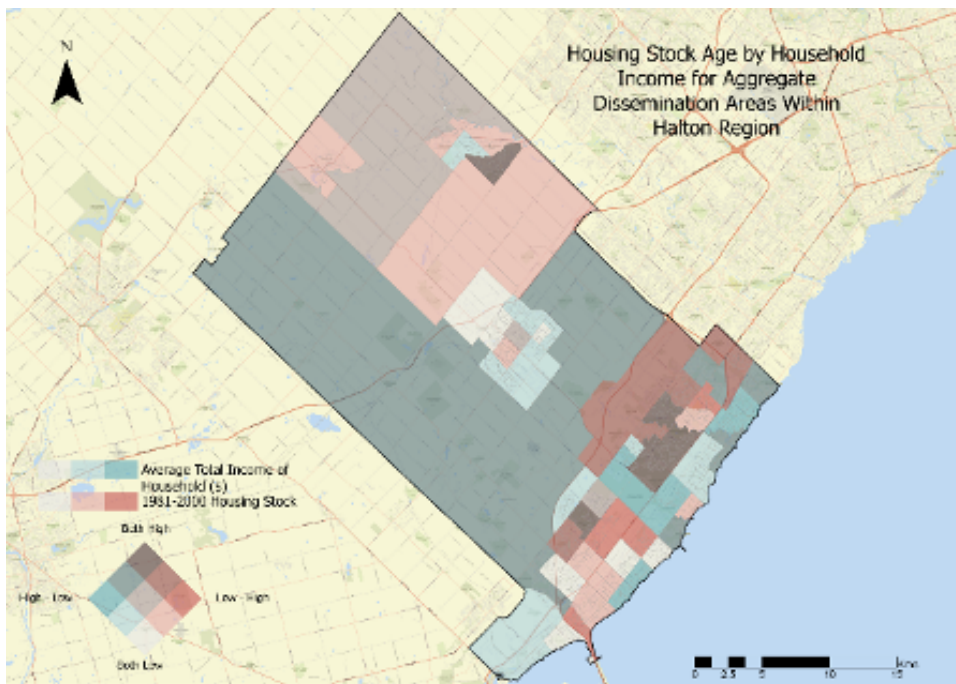 N
Housing Stock Age by Household
Income for Aggregate
Dissemination Areas Within
Halton Region
Average Total Income of
Household ($)
1981-2000 Housing Stock
Both High
High - Low
Low - High
Both Low
0 2.5 5 10 15
Kms